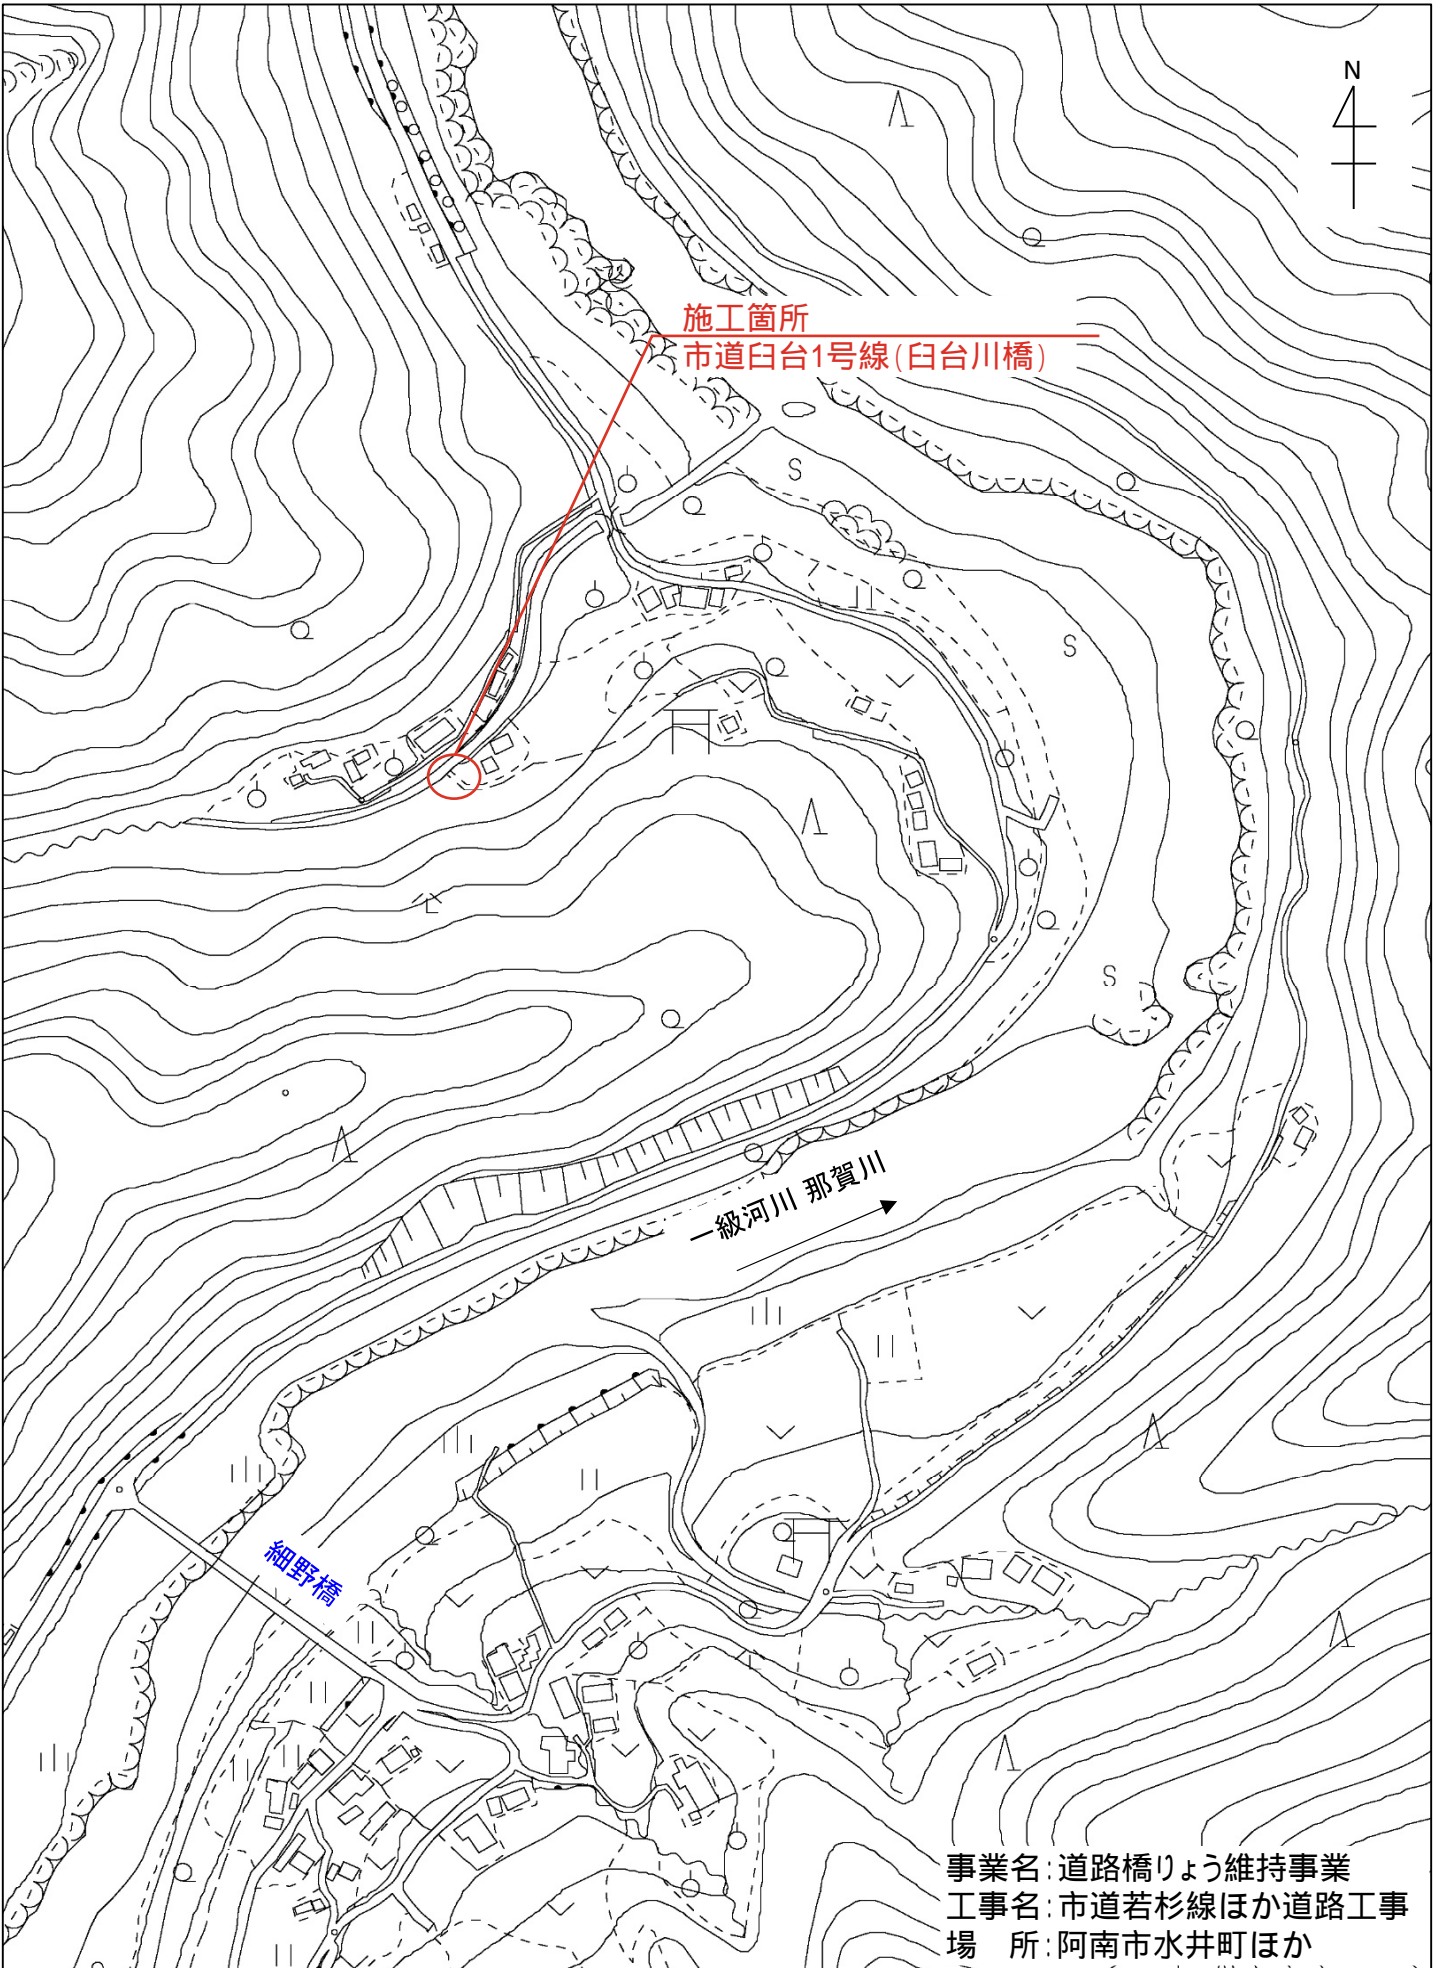 N
施工箇所
市道臼台1号線(臼台川橋)
S
S
S
一級河川 那賀川
細野橋
事業名:道路橋りょう維持事業
工事名:市道若杉線ほか道路工事
場　所:阿南市水井町ほか